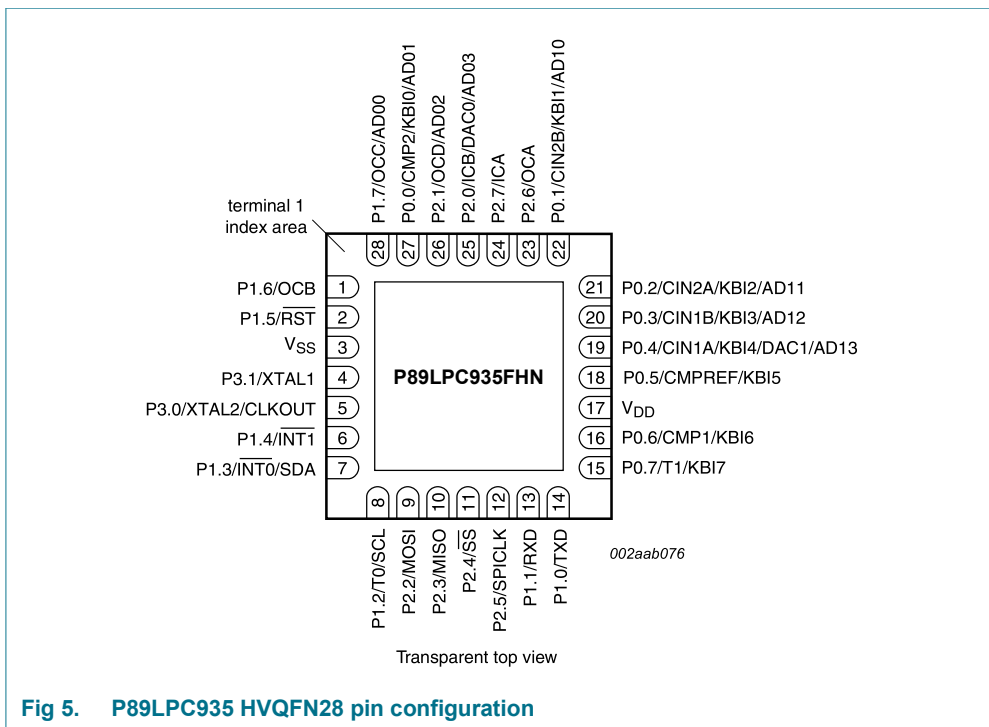 P1.7/OCC/AD00
P0.0/CMP2/KBI0/AD01
P2.1/OCD/AD02
P2.0/ICB/DAC0/AD03
P2.7/ICA
P2.6/OCA
P0.1/CIN2B/KBI1/AD10
terminal 1
index area
28
27
26
25
24
23
22
P1.6/OCB 1
P1.5/RST 2
VSS 3
P3.1/XTAL1 4
P3.0/XTAL2/CLKOUT 5
P1.4/INT1 6
P1.3/INT0/SDA 7
P89LPC935FHN
21 P0.2/CIN2A/KBI2/AD11
20 P0.3/CIN1B/KBI3/AD12
19 P0.4/CIN1A/KBI4/DAC1/AD13
18 P0.5/CMPREF/KBI5
17 VDD
16 P0.6/CMP1/KBI6
15 P0.7/T1/KBI7
8
9
10
11
12
13
14
P1.2/T0/SCL
P2.2/MOSI
P2.3/MISO
P2.4/SS
P2.5/SPICLK
P1.1/RXD
P1.0/TXD
002aab076
Transparent top view
Fig 5. P89LPC935 HVQFN28 pin configuration